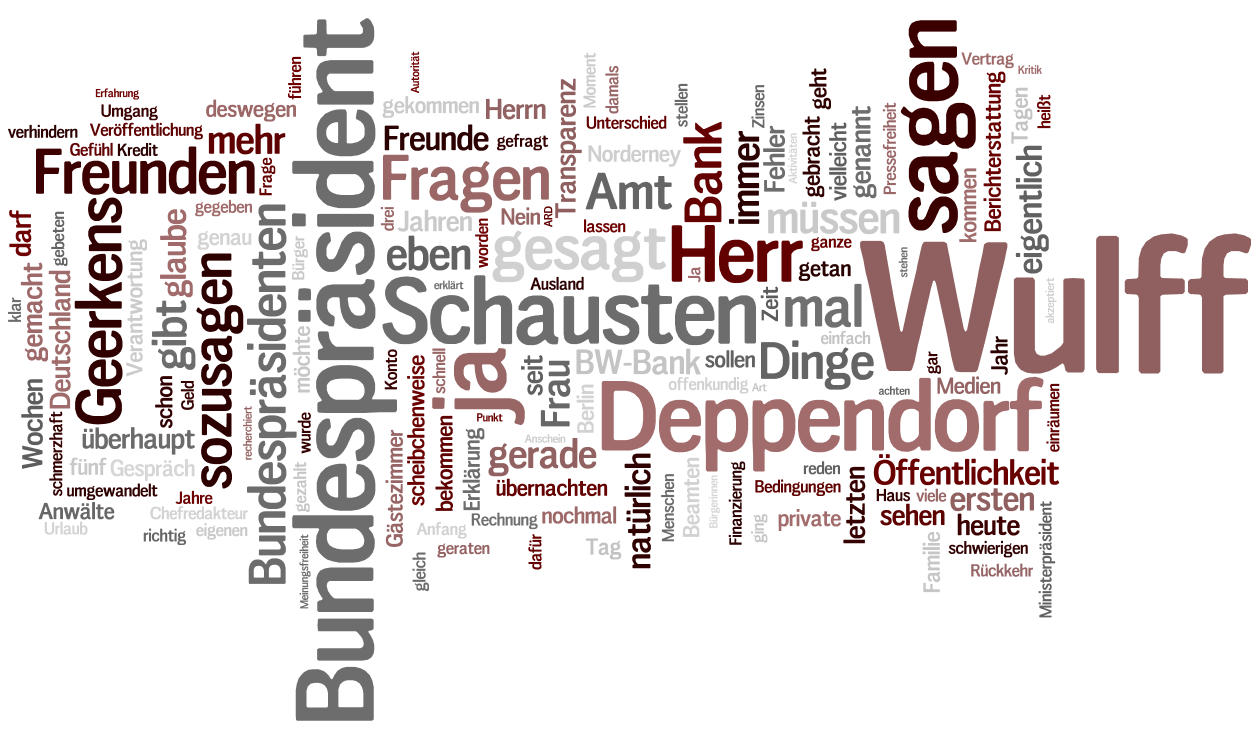 Erfahrung
Umgang
verhindern
Veröffentlichung
Gefühl
Kredit
deswegen
mehr
führen
Freunden
Frage
gegeben
darf
gebeten
Geerkens
Verantwortung
glaube
genau
klar
gemacht
Deutschland
gibt
sozusagen
Bundespräsidenten
Bürger
möchte
Bundespräsident
Wochen
schmerzhaft
überhaupt
schon
Geld
recherchiert
wurde
fünf
Gespräch
umgewandelt
Jahre
Anwälte
Chefredakteur
Urlaub
richtig
eigenen
gezahlt
Meinungsfreiheit
Autorität
gekommen
Herrn
Freunde
gefragt
Fragen
Transparenz
Moment
damals
Unterschied
stellen
Norderney
Amt
drei
Jahren
Nein
ARD
lassen
worden
eben
gesagt
erklärt
Ausland
Bank
immer
Zinsen
Fehler
Aktivitäten
gebracht
geht
vielleicht
genannt
Pressefreiheit
müssen
Herr
Ja
ganze
getan
Schausten
Zeit
mal
einfach
sagen
Vertrag
Kritik
Berichterstattung
Tagen
heißt
kommen
eigentlich
stehen
Wulff
akzeptiert
Konto
scheibchenweise
schnell
ja
seit
Frau
BW-Bank
sollen
Dinge
offenkundig
Art
Berlin
gar
Jahr
achten
Medien
Punkt
Anschein
Deppendorf
einräumen
Gästezimmer
bekommen
Erklärung
gerade
übernachten
Anfang
Rechnung
nochmal
geraten
gleich
dafür
Tag
natürlich
Menschen
Beamten
Bürgerinnen
Finanzierung
ging
reden
Bedingungen
private
letzten
Öffentlichkeit
Haus
viele
ersten
sehen
heute
schwierigen
Familie
Rückkehr
Ministerpräsident